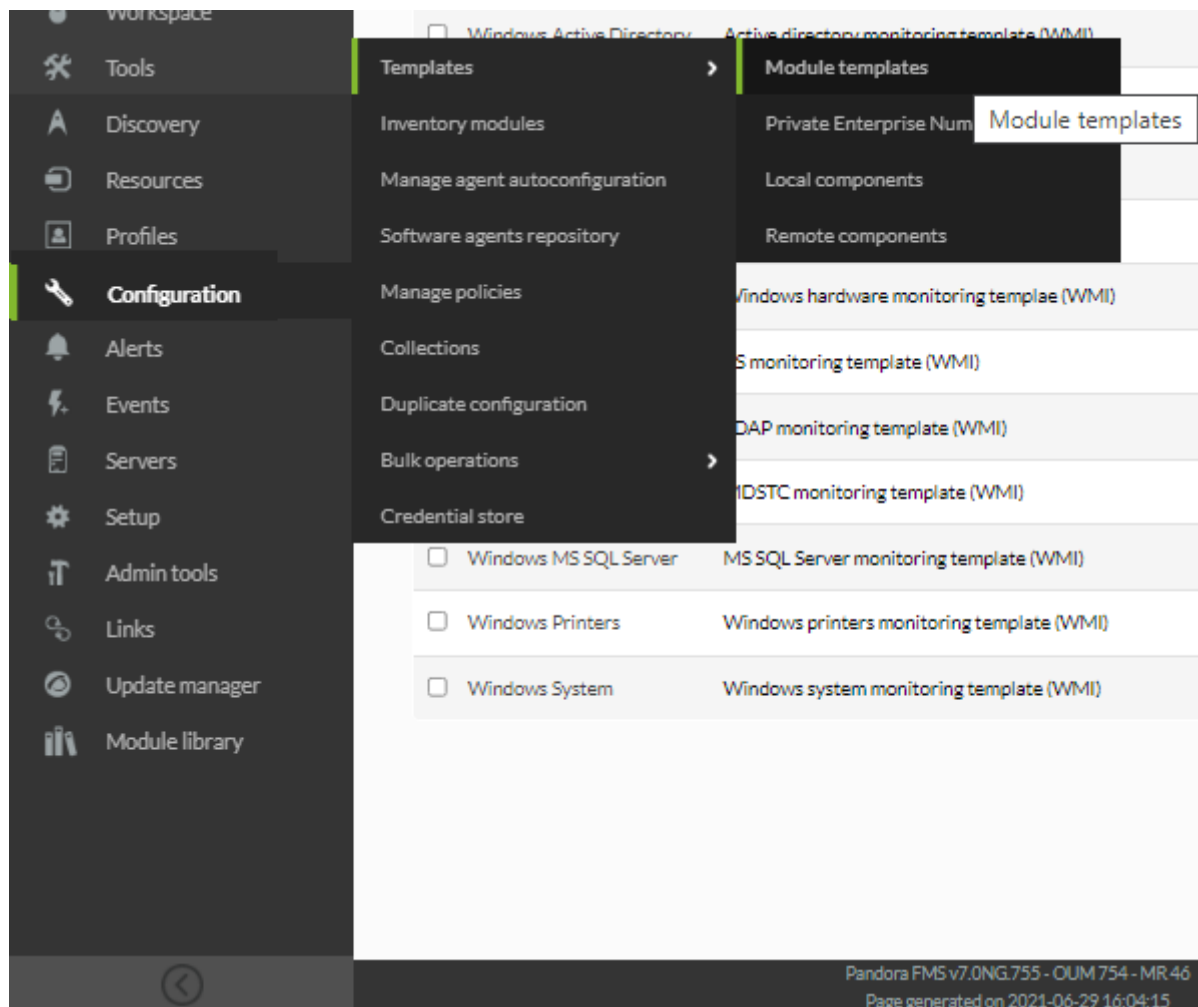 Workspace
Tools
Discovery
Resources
Profiles
Configuration
Alerts
Events
Servers
Setup
Admin tools
Links
Update manager
Module library
Templates
Inventory modules
Manage agent autoconfiguration
Software agents repository
Manage policies
Collections
Duplicate configuration
Bulk operations
Credential store
Module templates
Private Enterprise Num
Local components
Remote components
Module templates
Windows Active Directory Active directory monitoring template (WMI)
Windows hardware monitoring templae (WMI)
S monitoring template (WMI)
DAP monitoring template (WMI)
MDSTC monitoring template (WMI)
Windows MS SQL Server MS SQL Server monitoring template (WMI)
Windows Printers Windows printers monitoring template (WMI)
Windows System Windows system monitoring template (WMI)
Pandora FMS v7.0NG.755 - OUM 754 - MR 46
Page generated on 2021-06-29 16:04:15